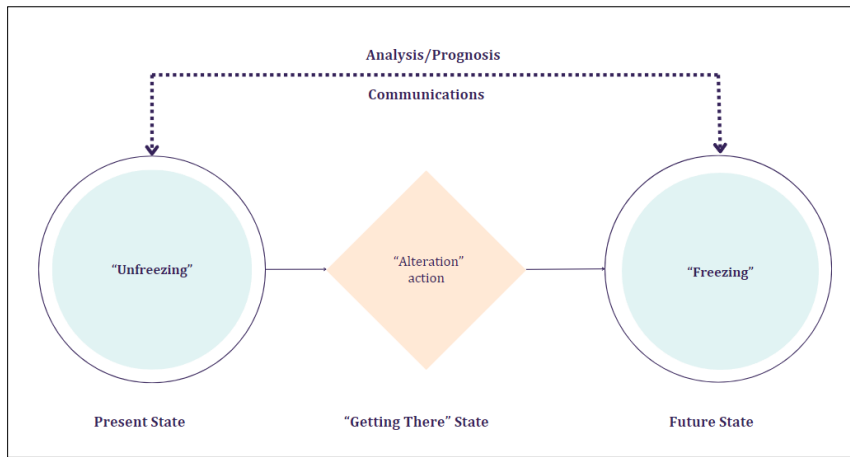 Analysis/Prognosis
Communications
“Unfreezing”
“Alteration”
action
“Freezing”
Present State
“Getting There” State
Future State